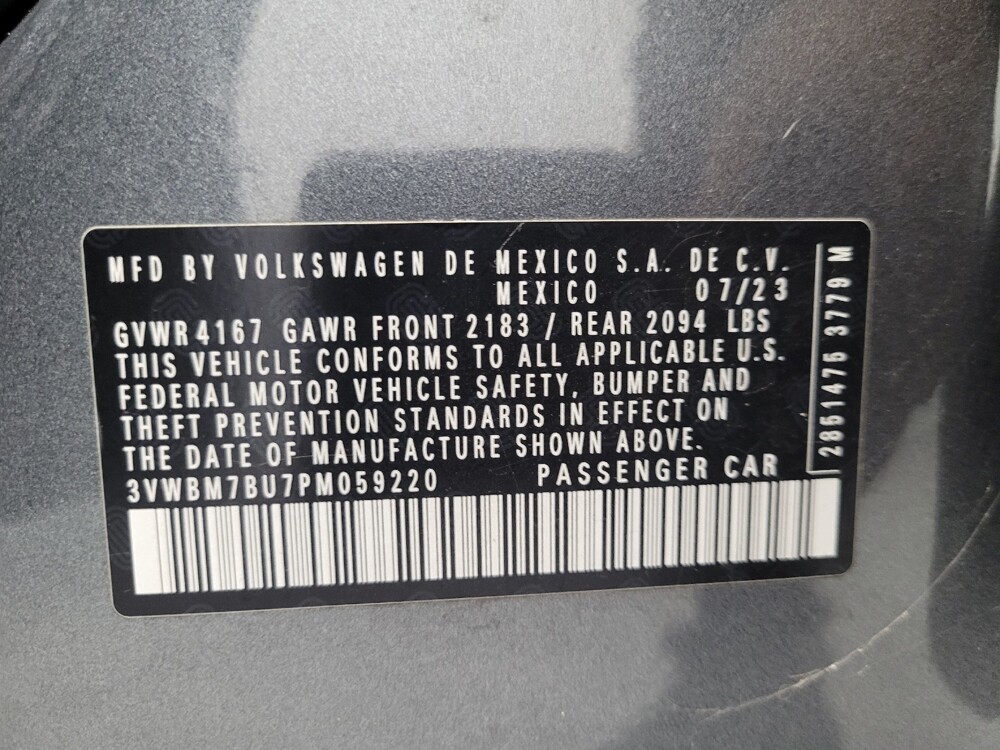 MFD BY VOLKSWAGEN DE MEXICO S.A. DE C.V.
MEXICO 07/23
GVWR 4167 GAWR FRONT 2183 / REAR 2094 LBS
THIS VEHICLE CONFORMS TO ALL APPLICABLE U.S.
FEDERAL MOTOR VEHICLE SAFETY, BUMPER AND
THEFT PREVENTION STANDARDS IN EFFECT ON
THE DATE OF MANUFACTURE SHOWN ABOVE.
3VWBM7BU7PM059220 PASSENGER CAR
2861476 3779 M